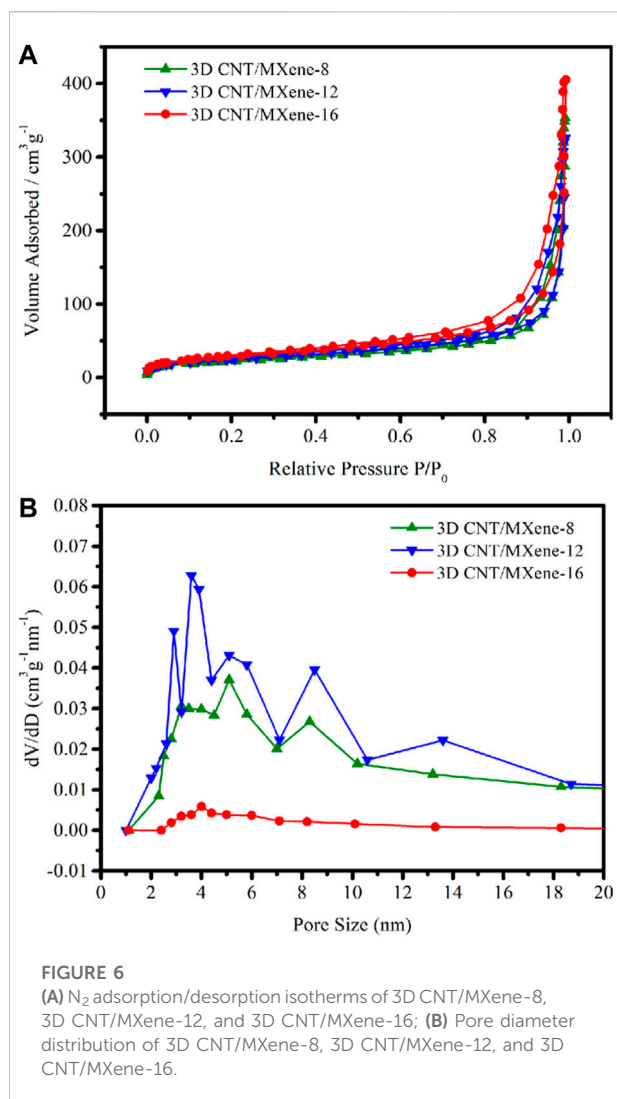 A
3D CNT/MXene-8
3D CNT/MXene-12
3D CNT/MXene-16
400
300
200
100
0
Volume Adsorbed / cm³g⁻¹
0.0 0.2 0.4 0.6 0.8 1.0
Relative Pressure P/P₀
B
3D CNT/MXene-8
3D CNT/MXene-12
3D CNT/MXene-16
0.08
0.07
0.06
0.05
0.04
0.03
0.02
0.01
0.00
-0.01
dV/dD (cm³g⁻¹nm⁻¹)
0 2 4 6 8 10 12 14 16 18 20
Pore Size (nm)
FIGURE 6
(A) N₂ adsorption/desorption isotherms of 3D CNT/MXene-8,
3D CNT/MXene-12, and 3D CNT/MXene-16; (B) Pore diameter
distribution of 3D CNT/MXene-8, 3D CNT/MXene-12, and 3D
CNT/MXene-16.